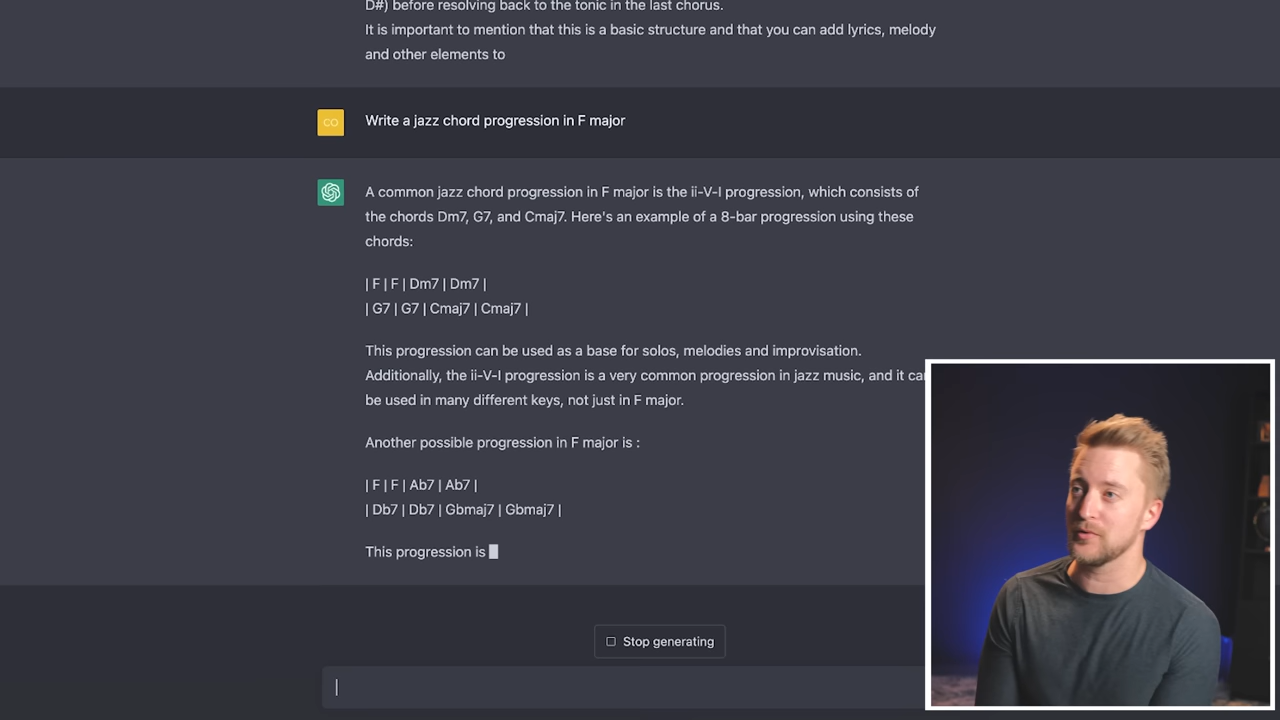 D#) before resolving back to the tonic in the last chorus.
It is important to mention that this is a basic structure and that you can add lyrics, melody
and other elements to
CO
Write a jazz chord progression in F major
A common jazz chord progression in F major is the ii-V-I progression, which consists of
the chords Dm7, G7, and Cmaj7. Here's an example of a 8-bar progression using these
chords:
| F | F | Dm7 | Dm7 |
| G7 | G7 | Cmaj7 | Cmaj7 |
This progression can be used as a base for solos, melodies and improvisation.
Additionally, the ii-V-I progression is a very common progression in jazz music, and it can
be used in many different keys, not just in F major.
Another possible progression in F major is :
| F | F | Ab7 | Ab7 |
| Db7 | Db7 | Gbmaj7 | Gbmaj7 |
This progression is
Stop generating